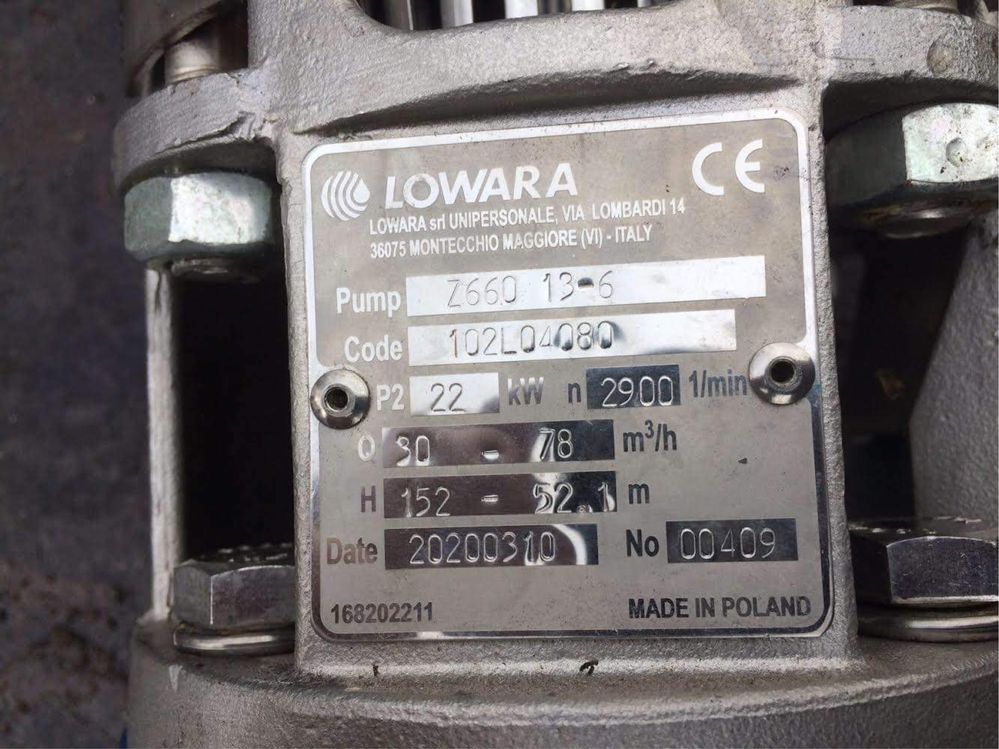 LOWARA CE
LOWARA srl UNIPERSONALE, VIA LOMBARDI 14
36075 MONTECCHIO MAGGIORE (VI) - ITALY
Pump Z660 13-6
Code 102L04080
P2 22 kW n 2900 1/min
Q 30 - 78 m³/h
H 152 - 52.1 m
Date 20200310 No 00409
168202211 MADE IN POLAND